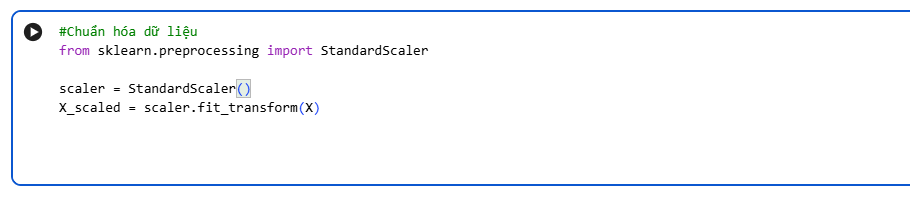 #Chuẩn hóa dữ liệu
from sklearn.preprocessing import StandardScaler
scaler = StandardScaler()
X_scaled = scaler.fit_transform(X)